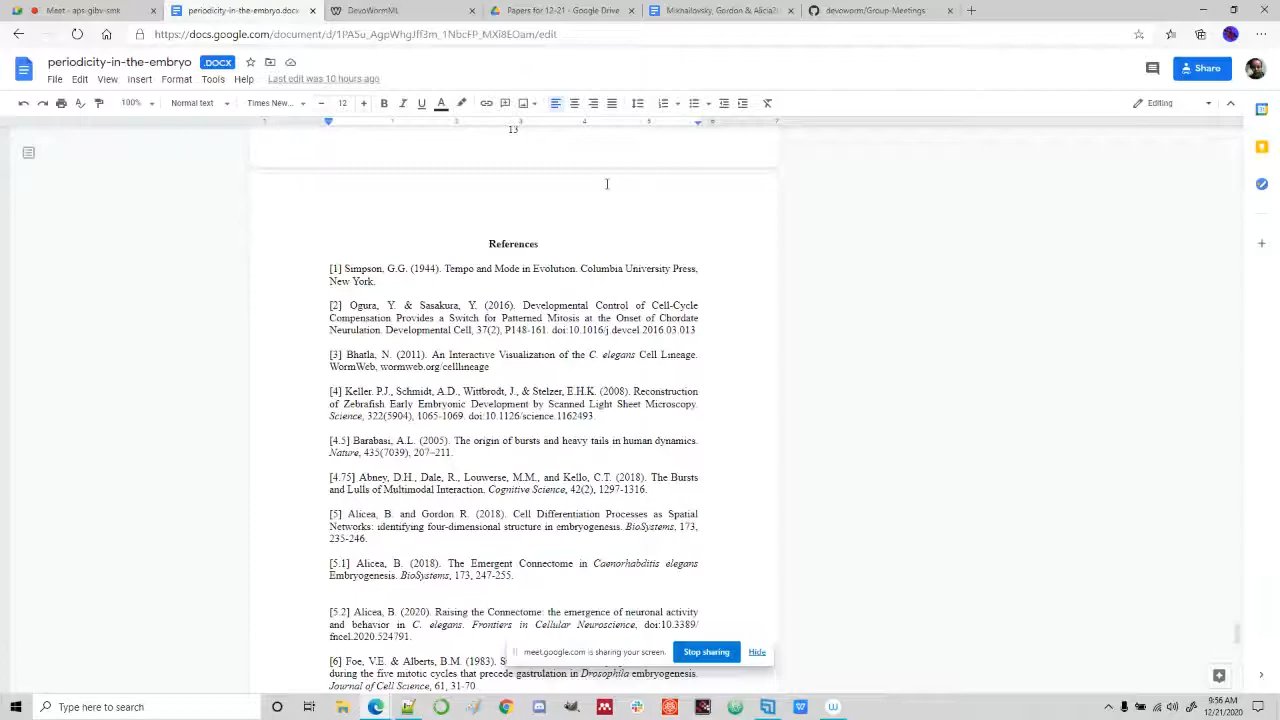 Meet - aps-gibv-smk
periodicity-in-the-embryo.docx
DevoWormML
Papers for 12-21 - Google Drive
Mikhailovsky, Gordon & Alicea2
devoworm/Group-Meetings
https://docs.google.com/document/d/1PA5u_AgpWhgJff3m_1NbcFP_MXi8EOam/edit
periodicity-in-the-embryo .DOCX
Share
File Edit View Insert Format Tools Help Last edit was 10 hours ago
100% Normal text Times New... 12 Editing
1 1 2 3 4 5 6 7
13
References
[1] Simpson, G.G. (1944). Tempo and Mode in Evolution. Columbia University Press,
New York.
[2] Ogura, Y. & Sasakura, Y. (2016). Developmental Control of Cell-Cycle
Compensation Provides a Switch for Patterned Mitosis at the Onset of Chordate
Neurulation. Developmental Cell, 37(2), P148-161. doi:10.1016/j.devcel.2016.03.013
[3] Bhatla, N. (2011). An Interactive Visualization of the C. elegans Cell Lineage.
WormWeb, wormweb.org/celllineage
[4] Keller. P.J., Schmidt, A.D., Wittbrodt, J., & Stelzer, E.H.K. (2008). Reconstruction
of Zebrafish Early Embryonic Development by Scanned Light Sheet Microscopy.
Science, 322(5904), 1065-1069. doi:10.1126/science.1162493.
[4.5] Barabasi, A.L. (2005). The origin of bursts and heavy tails in human dynamics.
Nature, 435(7039), 207–211.
[4.75] Abney, D.H., Dale, R., Louwerse, M.M., and Kello, C.T. (2018). The Bursts
and Lulls of Multimodal Interaction. Cognitive Science, 42(2), 1297-1316.
[5] Alicea, B. and Gordon R. (2018). Cell Differentiation Processes as Spatial
Networks: identifying four-dimensional structure in embryogenesis. BioSystems, 173,
235-246.
[5.1] Alicea, B. (2018). The Emergent Connectome in Caenorhabditis elegans
Embryogenesis. BioSystems, 173, 247-255.
[5.2] Alicea, B. (2020). Raising the Connectome: the emergence of neuronal activity
and behavior in C. elegans. Frontiers in Cellular Neuroscience, doi:10.3389/
fncel.2020.524791.
meet.google.com is sharing your screen. Stop sharing Hide
[6] Foe, V.E. & Alberts, B.M. (1983). S
during the five mitotic cycles that precede gastrulation in Drosophila embryogenesis.
Journal of Cell Science, 61, 31-70
Type here to search
9:56 AM
12/21/2020